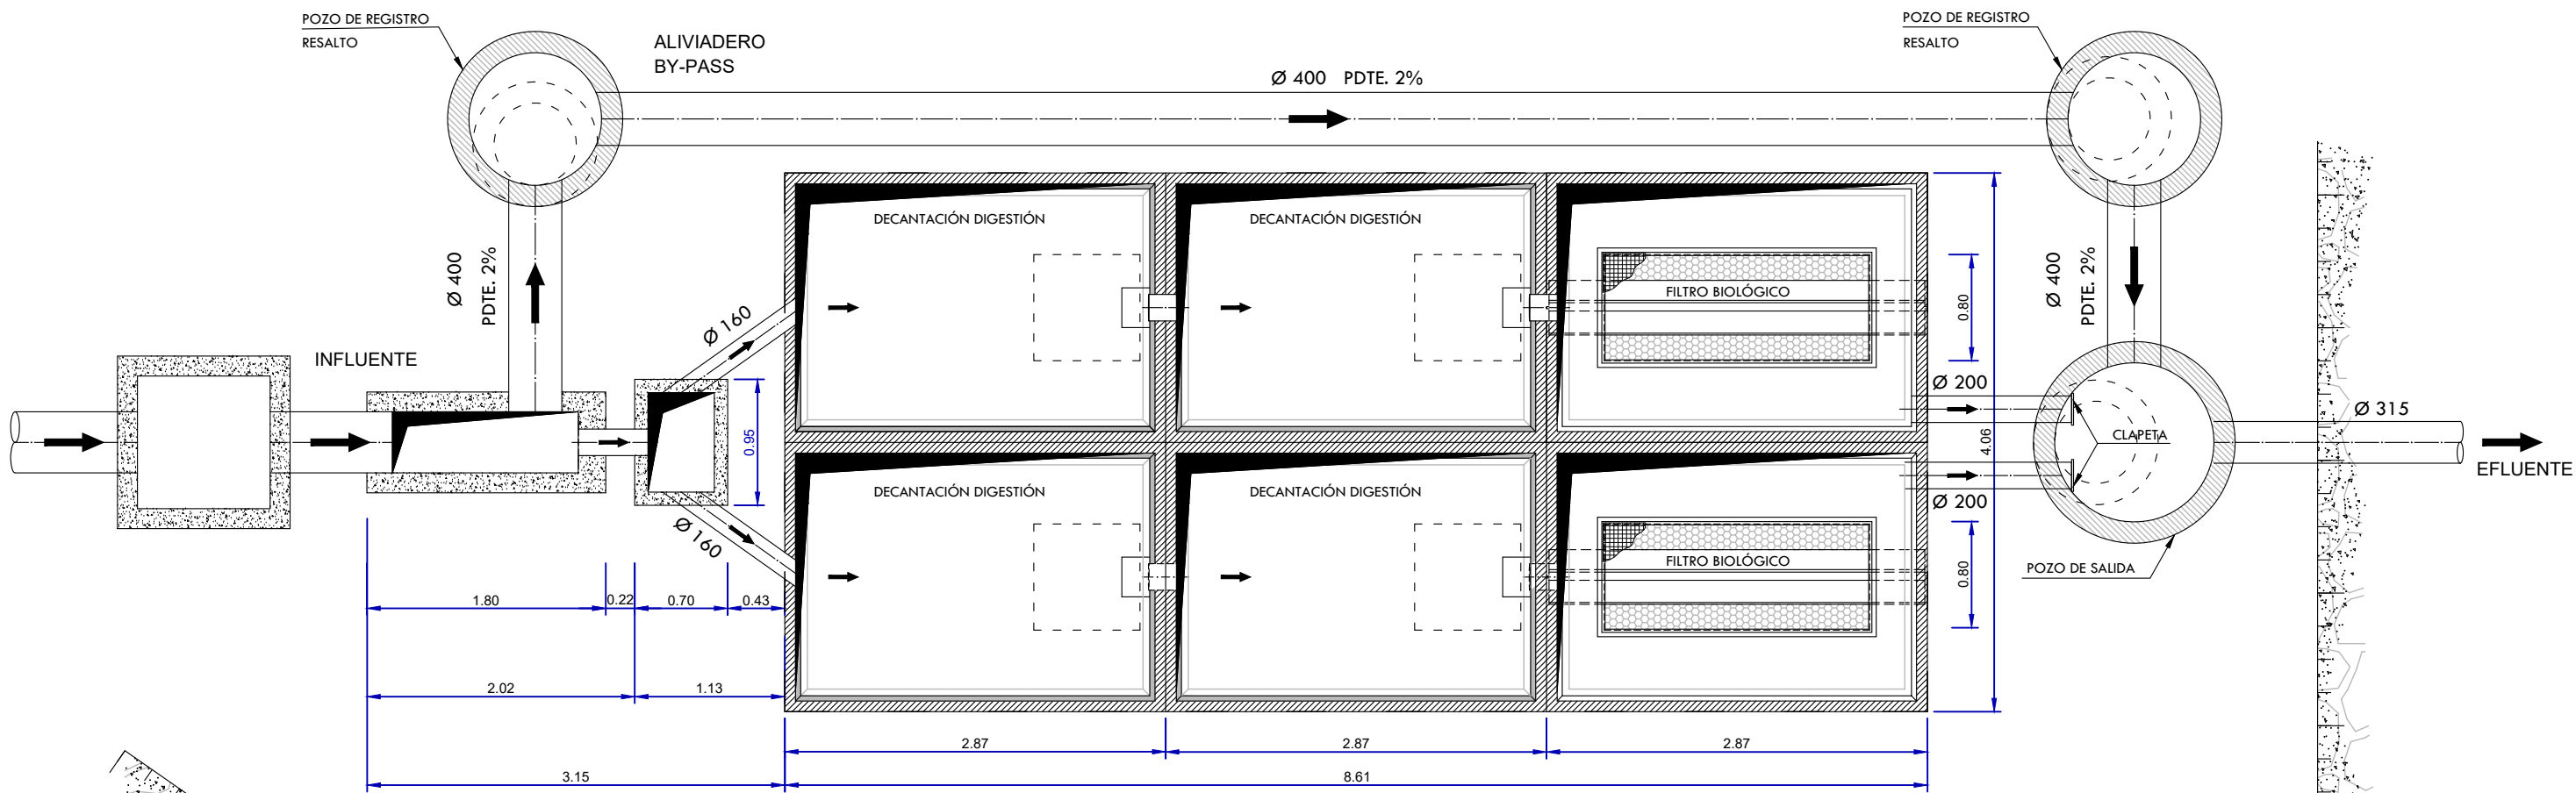 POZO DE REGISTRO
RESALTO
ALIVIADERO
BY-PASS
Ø 400 PDTE. 2%
POZO DE REGISTRO
RESALTO
DECANTACIÓN DIGESTIÓN
DECANTACIÓN DIGESTIÓN
Ø 400
PDTE. 2%
FILTRO BIOLÓGICO
0.80
Ø 400
PDTE. 2%
Ø 160
INFLUENTE
Ø 200
Ø 315
0.95
4.06
CLAPETA
EFLUENTE
DECANTACIÓN DIGESTIÓN
DECANTACIÓN DIGESTIÓN
Ø 200
Ø 160
FILTRO BIOLÓGICO
0.80
POZO DE SALIDA
1.80
0.22
0.70
0.43
2.02
1.13
2.87
2.87
2.87
3.15
8.61